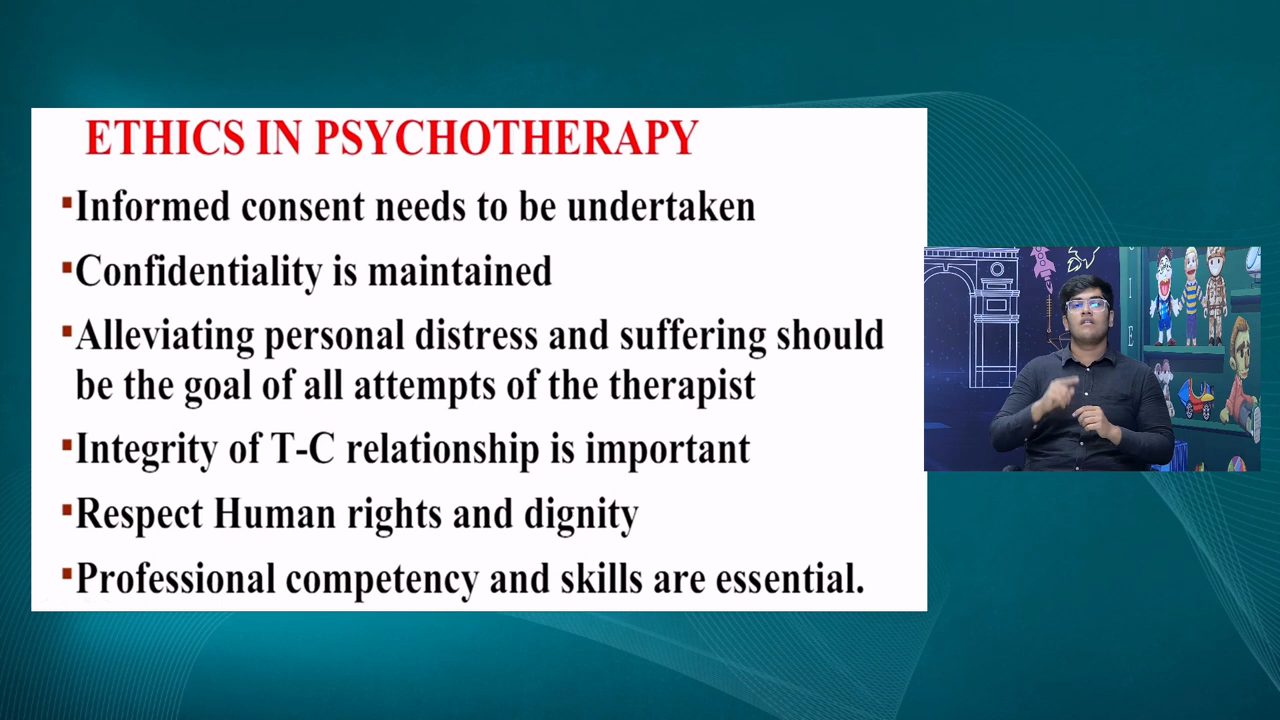 ETHICS IN PSYCHOTHERAPY
▪Informed consent needs to be undertaken
▪Confidentiality is maintained
▪Alleviating personal distress and suffering should
be the goal of all attempts of the therapist
▪Integrity of T-C relationship is important
▪Respect Human rights and dignity
▪Professional competency and skills are essential.